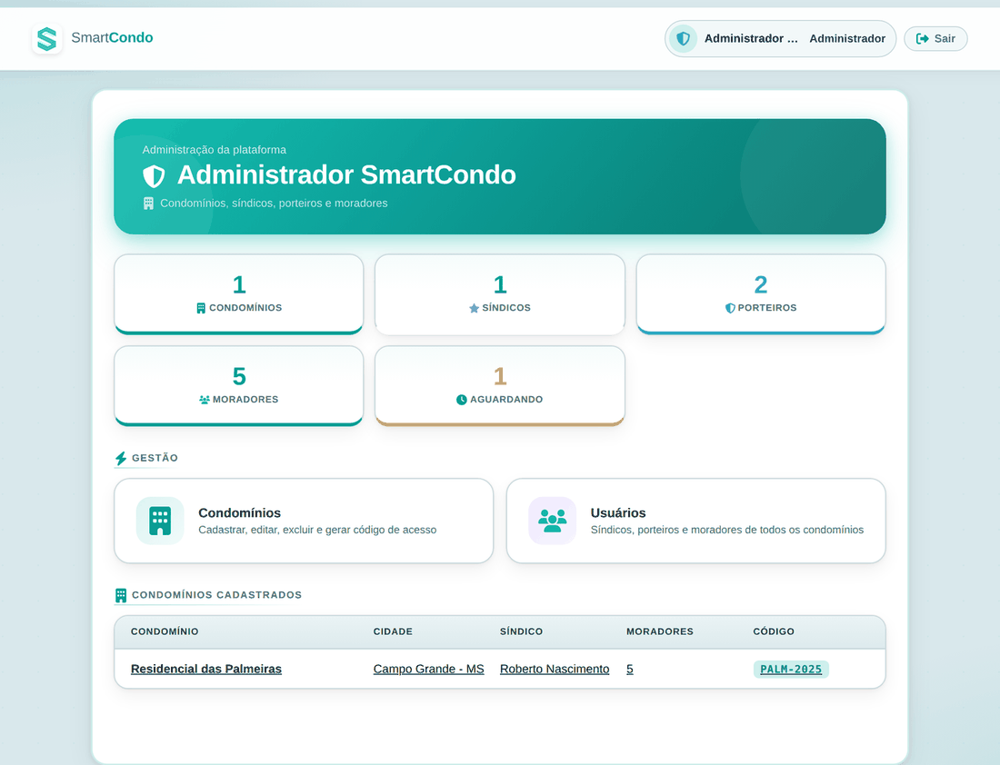 SmartCondo
Administrador ... Administrador
Sair
Administração da plataforma
Administrador SmartCondo
Condomínios, síndicos, porteiros e moradores
1
CONDOMÍNIOS
1
SÍNDICOS
2
PORTEIROS
5
MORADORES
1
AGUARDANDO
GESTÃO
Condomínios
Cadastrar, editar, excluir e gerar código de acesso
Usuários
Síndicos, porteiros e moradores de todos os condomínios
CONDOMÍNIOS CADASTRADOS
CONDOMÍNIO CIDADE SÍNDICO MORADORES CÓDIGO
Residencial das Palmeiras Campo Grande - MS Roberto Nascimento 5 PALM-2025